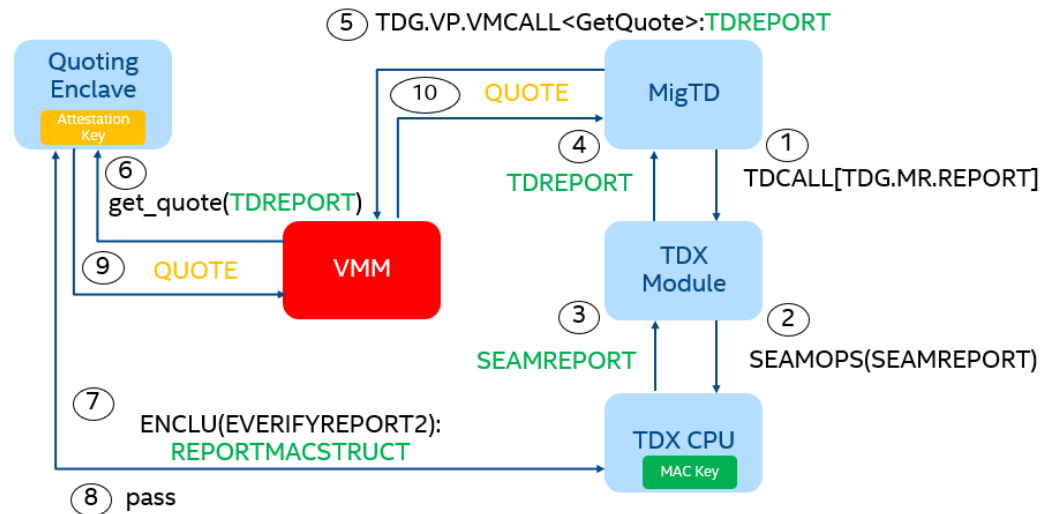 5 TDG.VP.VMCALL<GetQuote>:TDREPORT
Quoting
Enclave
Attestation
Key
10 QUOTE
MigTD
6
get_quote(TDREPORT)
4
TDREPORT
1
TDCALL[TDG.MR.REPORT]
9 QUOTE
VMM
TDX
Module
3
SEAMREPORT
2
SEAMOPS(SEAMREPORT)
7
ENCLU(EVERIFYREPORT2):
REPORTMACSTRUCT
TDX CPU
MAC Key
8 pass